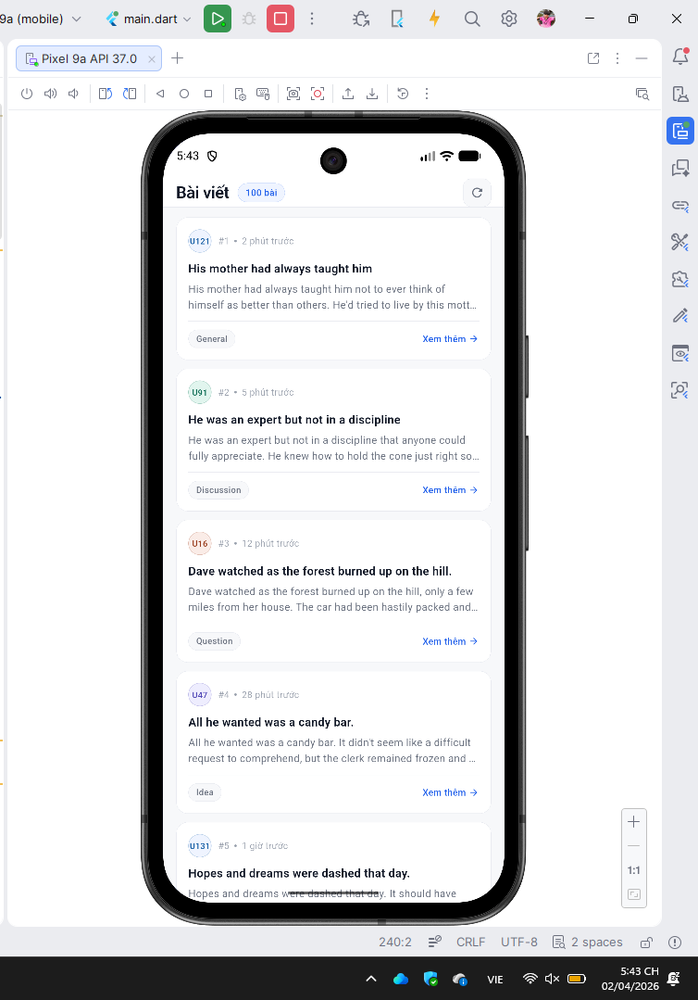 9a (mobile)
main.dart
Pixel 9a API 37.0
5:43
Bài viết
100 bài
U121 #1 • 2 phút trước
His mother had always taught him
His mother had always taught him not to ever think of
himself as better than others. He'd tried to live by this mott...
General
Xem thêm →
U91 #2 • 5 phút trước
He was an expert but not in a discipline
He was an expert but not in a discipline that anyone could
fully appreciate. He knew how to hold the cone just right so...
Discussion
Xem thêm →
U16 #3 • 12 phút trước
Dave watched as the forest burned up on the hill.
Dave watched as the forest burned up on the hill, only a few
miles from her house. The car had been hastily packed and...
Question
Xem thêm →
U47 #4 • 28 phút trước
All he wanted was a candy bar.
All he wanted was a candy bar. It didn't seem like a difficult
request to comprehend, but the clerk remained frozen and ...
Idea
Xem thêm →
U131 #5 • 1 giờ trước
Hopes and dreams were dashed that day.
Hopes and dreams were dashed that day. It should have
1:1
240:2
CRLF
UTF-8
2 spaces
VIE
5:43 CH
02/04/2026